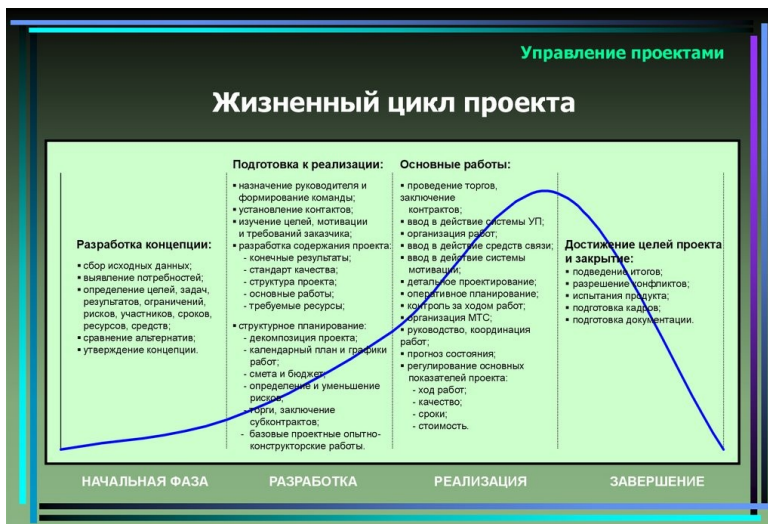 Управление проектами
Жизненный цикл проекта
Разработка концепции:
▪ сбор исходных данных;
▪ выявление потребностей;
▪ определение целей, задач,
результатов, ограничений,
рисков, участников, сроков,
ресурсов, средств;
▪ сравнение альтернатив;
▪ утверждение концепции.
Подготовка к реализации:
▪ назначение руководителя и
формирование команды;
▪ установление контактов;
▪ изучение целей, мотивации
и требований заказчика;
▪ разработка содержания проекта:
- конечные результаты;
- стандарт качества;
- структура проекта;
- основные работы;
- требуемые ресурсы;
▪ структурное планирование:
- декомпозиция проекта;
- календарный план и графики
работ;
- смета и бюджет;
- определение и уменьшение
рисков;
- торги, заключение
субконтрактов;
- базовые проектные опытно-
конструкторские работы.
Основные работы:
▪ проведение торгов,
заключение
контрактов;
▪ ввод в действие системы УП;
▪ организация работ;
▪ ввод в действие средств связи;
▪ ввод в действие системы
мотивации;
▪ детальное проектирование;
▪ оперативное планирование;
▪ контроль за ходом работ;
▪ организация МТС;
▪ руководство, координация
работ;
▪ прогноз состояния;
▪ регулирование основных
показателей проекта:
- ход работ;
- качество;
- сроки;
- стоимость.
Достижение целей проекта
и закрытие:
▪ подведение итогов;
▪ разрешение конфликтов;
▪ испытания продукта;
▪ подготовка кадров;
▪ подготовка документации.
НАЧАЛЬНАЯ ФАЗА
РАЗРАБОТКА
РЕАЛИЗАЦИЯ
ЗАВЕРШЕНИЕ